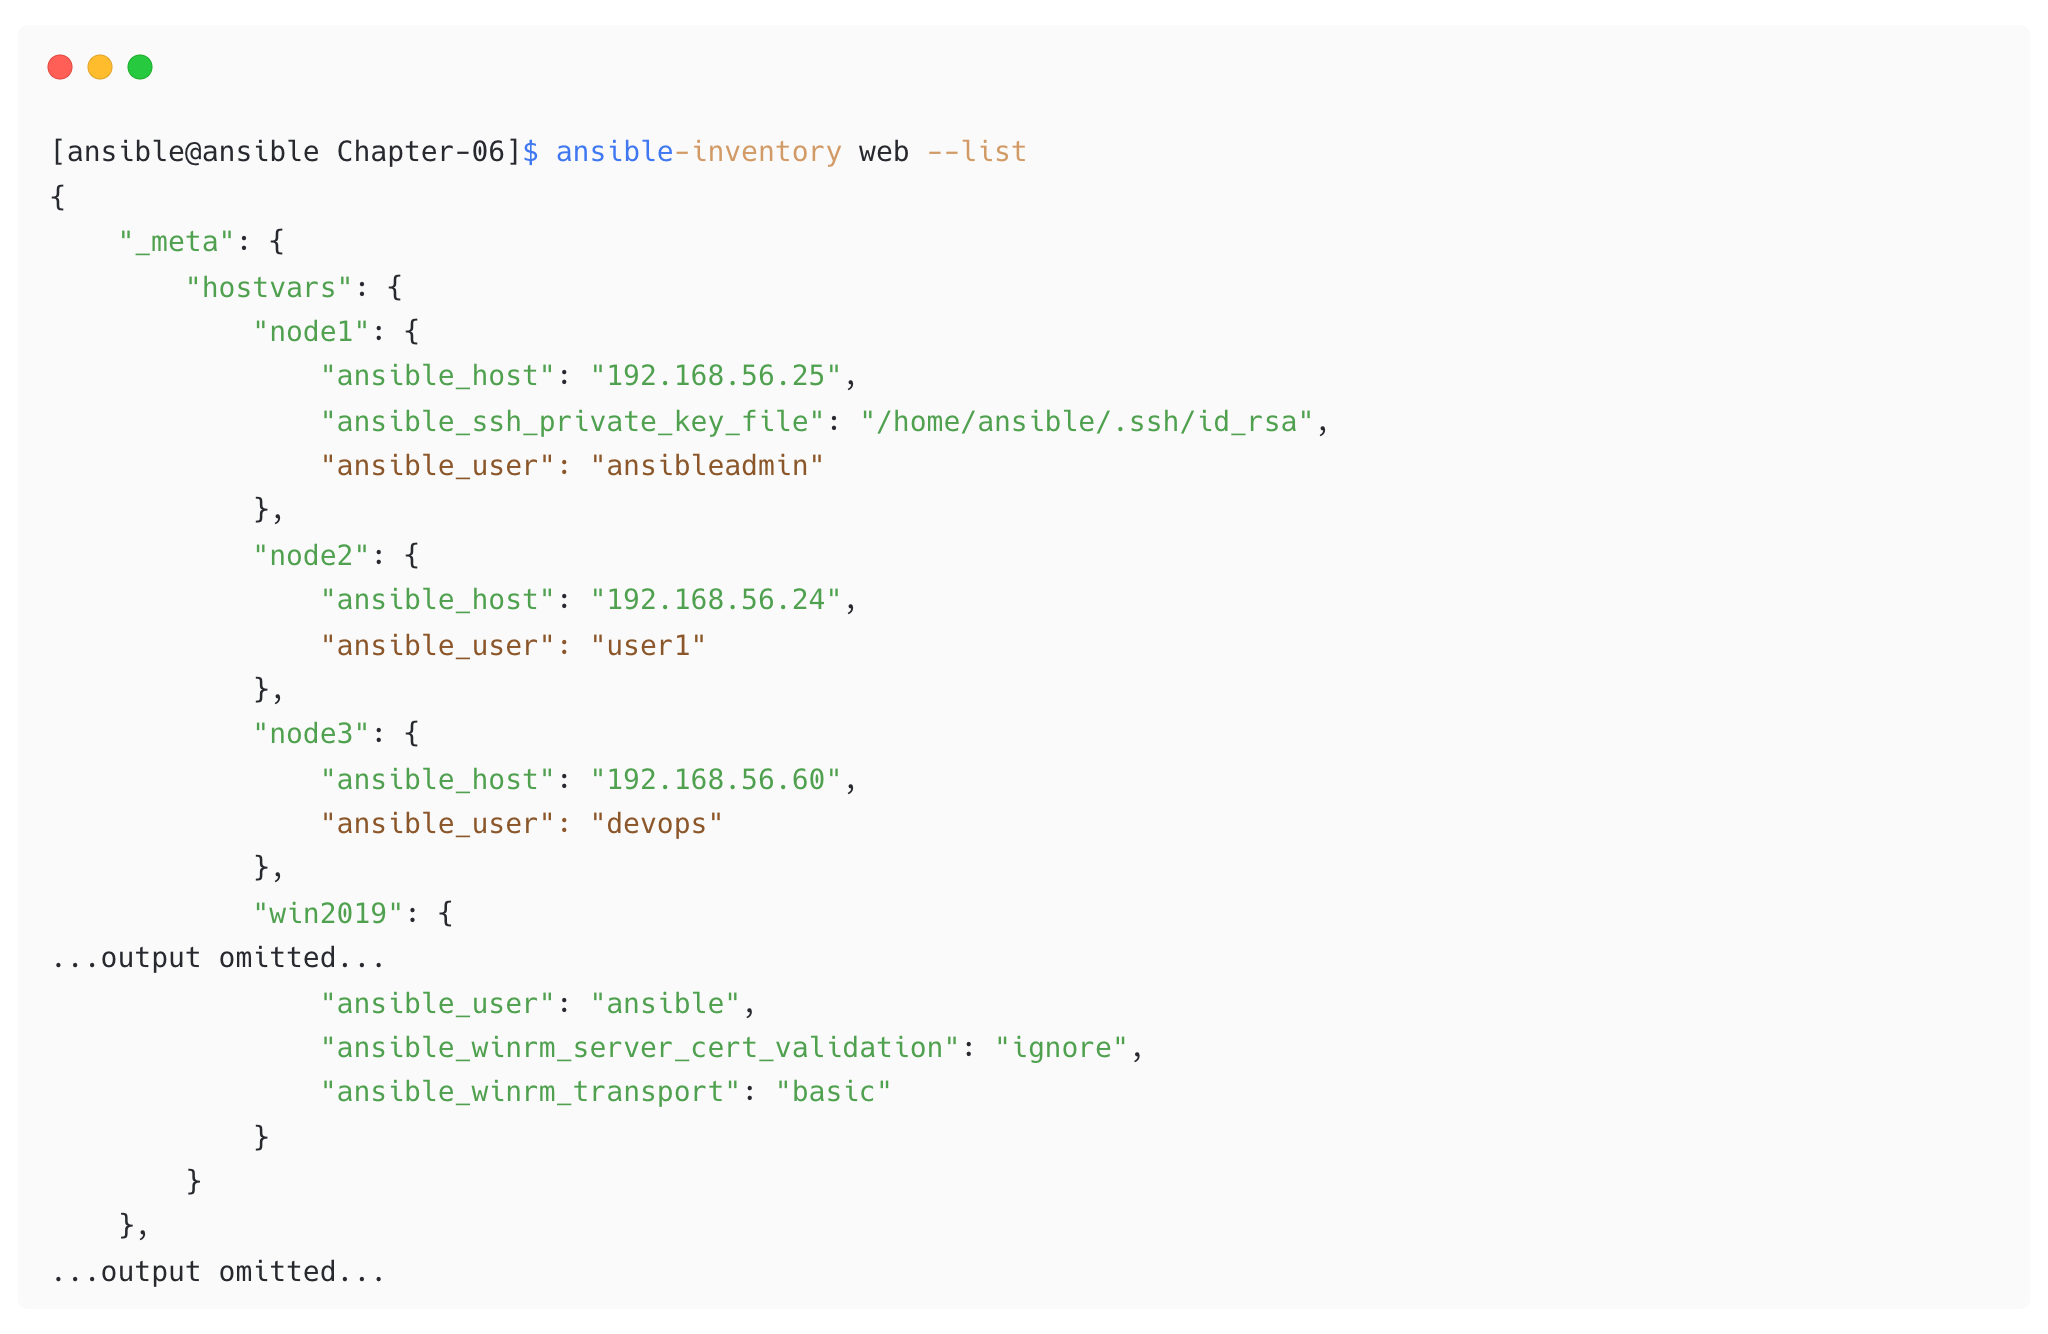 [ansible@ansible Chapter-06]$ ansible-inventory web --list
{
    "_meta": {
        "hostvars": {
            "node1": {
                "ansible_host": "192.168.56.25",
                "ansible_ssh_private_key_file": "/home/ansible/.ssh/id_rsa",
                "ansible_user": "ansibleadmin"
            },
            "node2": {
                "ansible_host": "192.168.56.24",
                "ansible_user": "user1"
            },
            "node3": {
                "ansible_host": "192.168.56.60",
                "ansible_user": "devops"
            },
            "win2019": {
...output omitted...
                "ansible_user": "ansible",
                "ansible_winrm_server_cert_validation": "ignore",
                "ansible_winrm_transport": "basic"
            }
        }
    },
...output omitted...